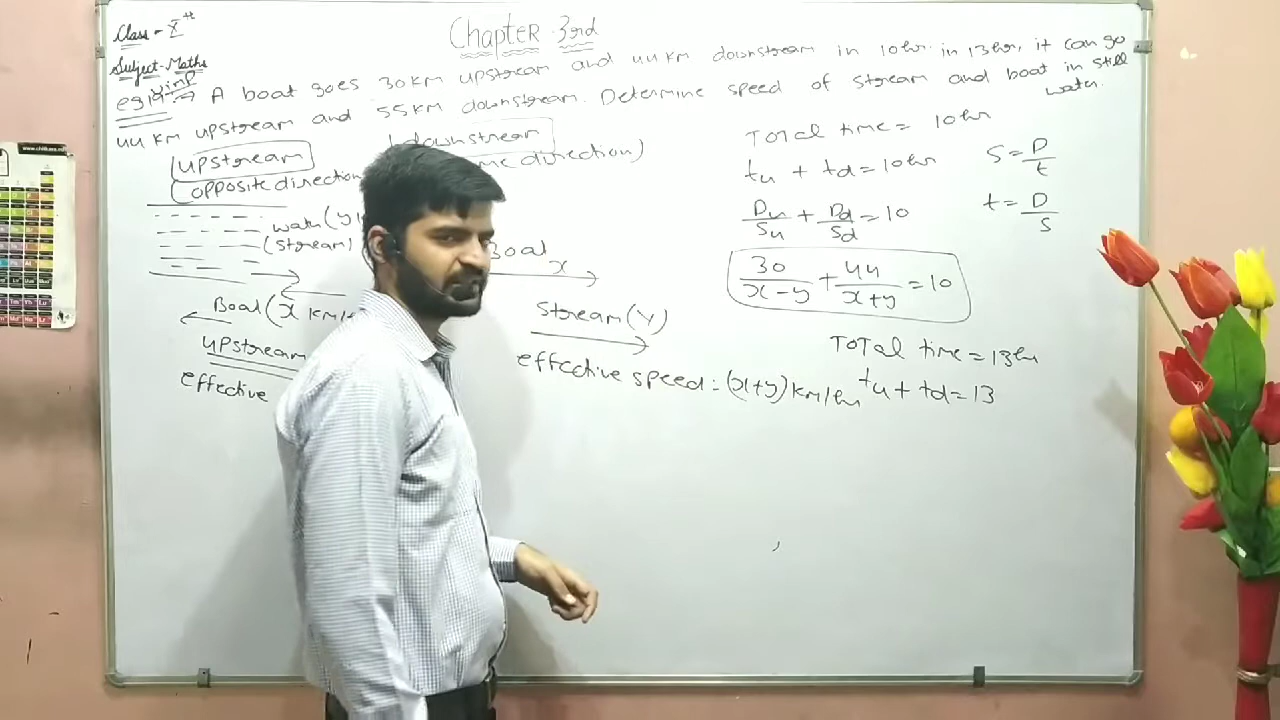 Class - Xth
Chapter 3rd
Subject - Maths
A boat goes 30 KM upstream and 44 KM downstream in 10 hr. in 13 hr, it can go
44 KM upstream and 55 KM downstream. Determine speed of stream and boat in still
water.
v.imp
upstream
(opposite direction
downstream
direction)
water (y
(stream)
Boat (x KM/
upstream
effective
Boat x
Stream (y)
effective speed = (x+y) km/hr
Total time = 10 hr
tu + td = 10 hr
Du/Su + Dd/Sd = 10
30/x-y + 44/x+y = 10
S = D/t
t = D/S
Total time = 13 hr
tu + td = 13